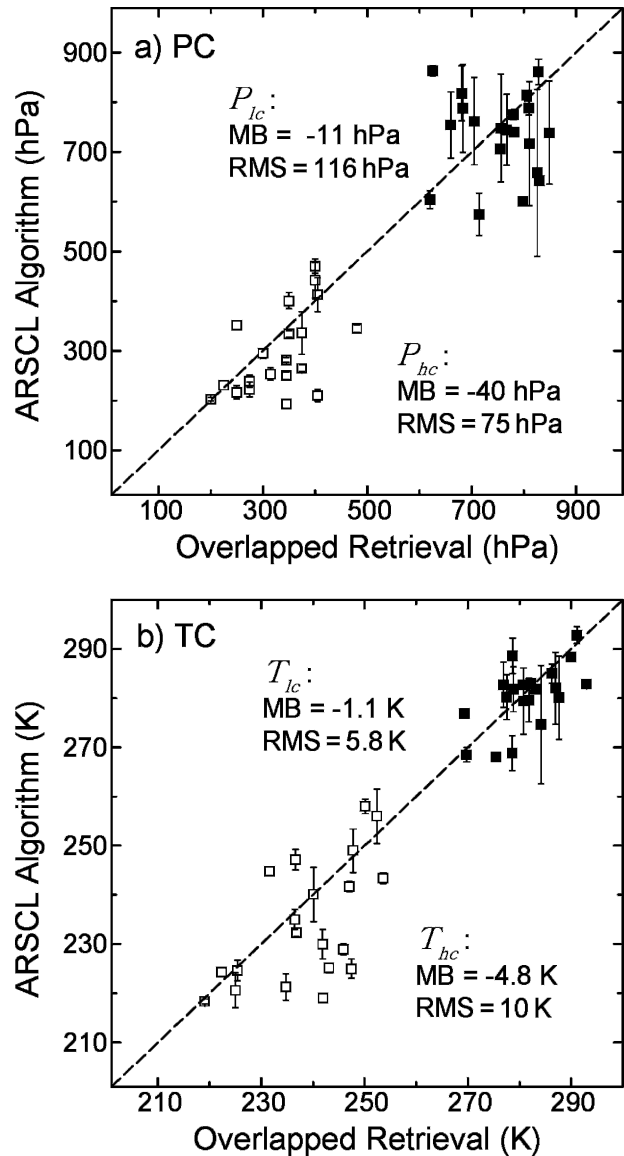 a) PC
P_lc:
MB = -11 hPa
RMS = 116 hPa
P_hc:
MB = -40 hPa
RMS = 75 hPa
ARSCL Algorithm (hPa)
900
700
500
300
100
100 300 500 700 900
Overlapped Retrieval (hPa)
b) TC
T_lc:
MB = -1.1 K
RMS = 5.8 K
T_hc:
MB = -4.8 K
RMS = 10 K
ARSCL Algorithm (K)
290
270
250
230
210
210 230 250 270 290
Overlapped Retrieval (K)